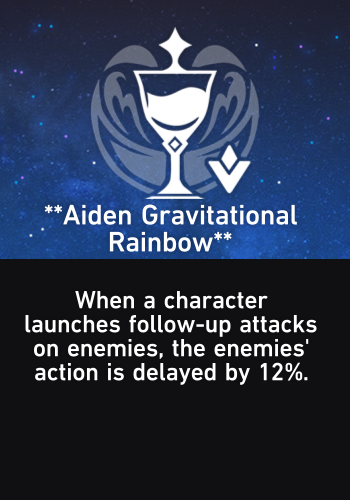 **Aiden Gravitational
Rainbow**
When a character
launches follow-up attacks
on enemies, the enemies'
action is delayed by 12%.